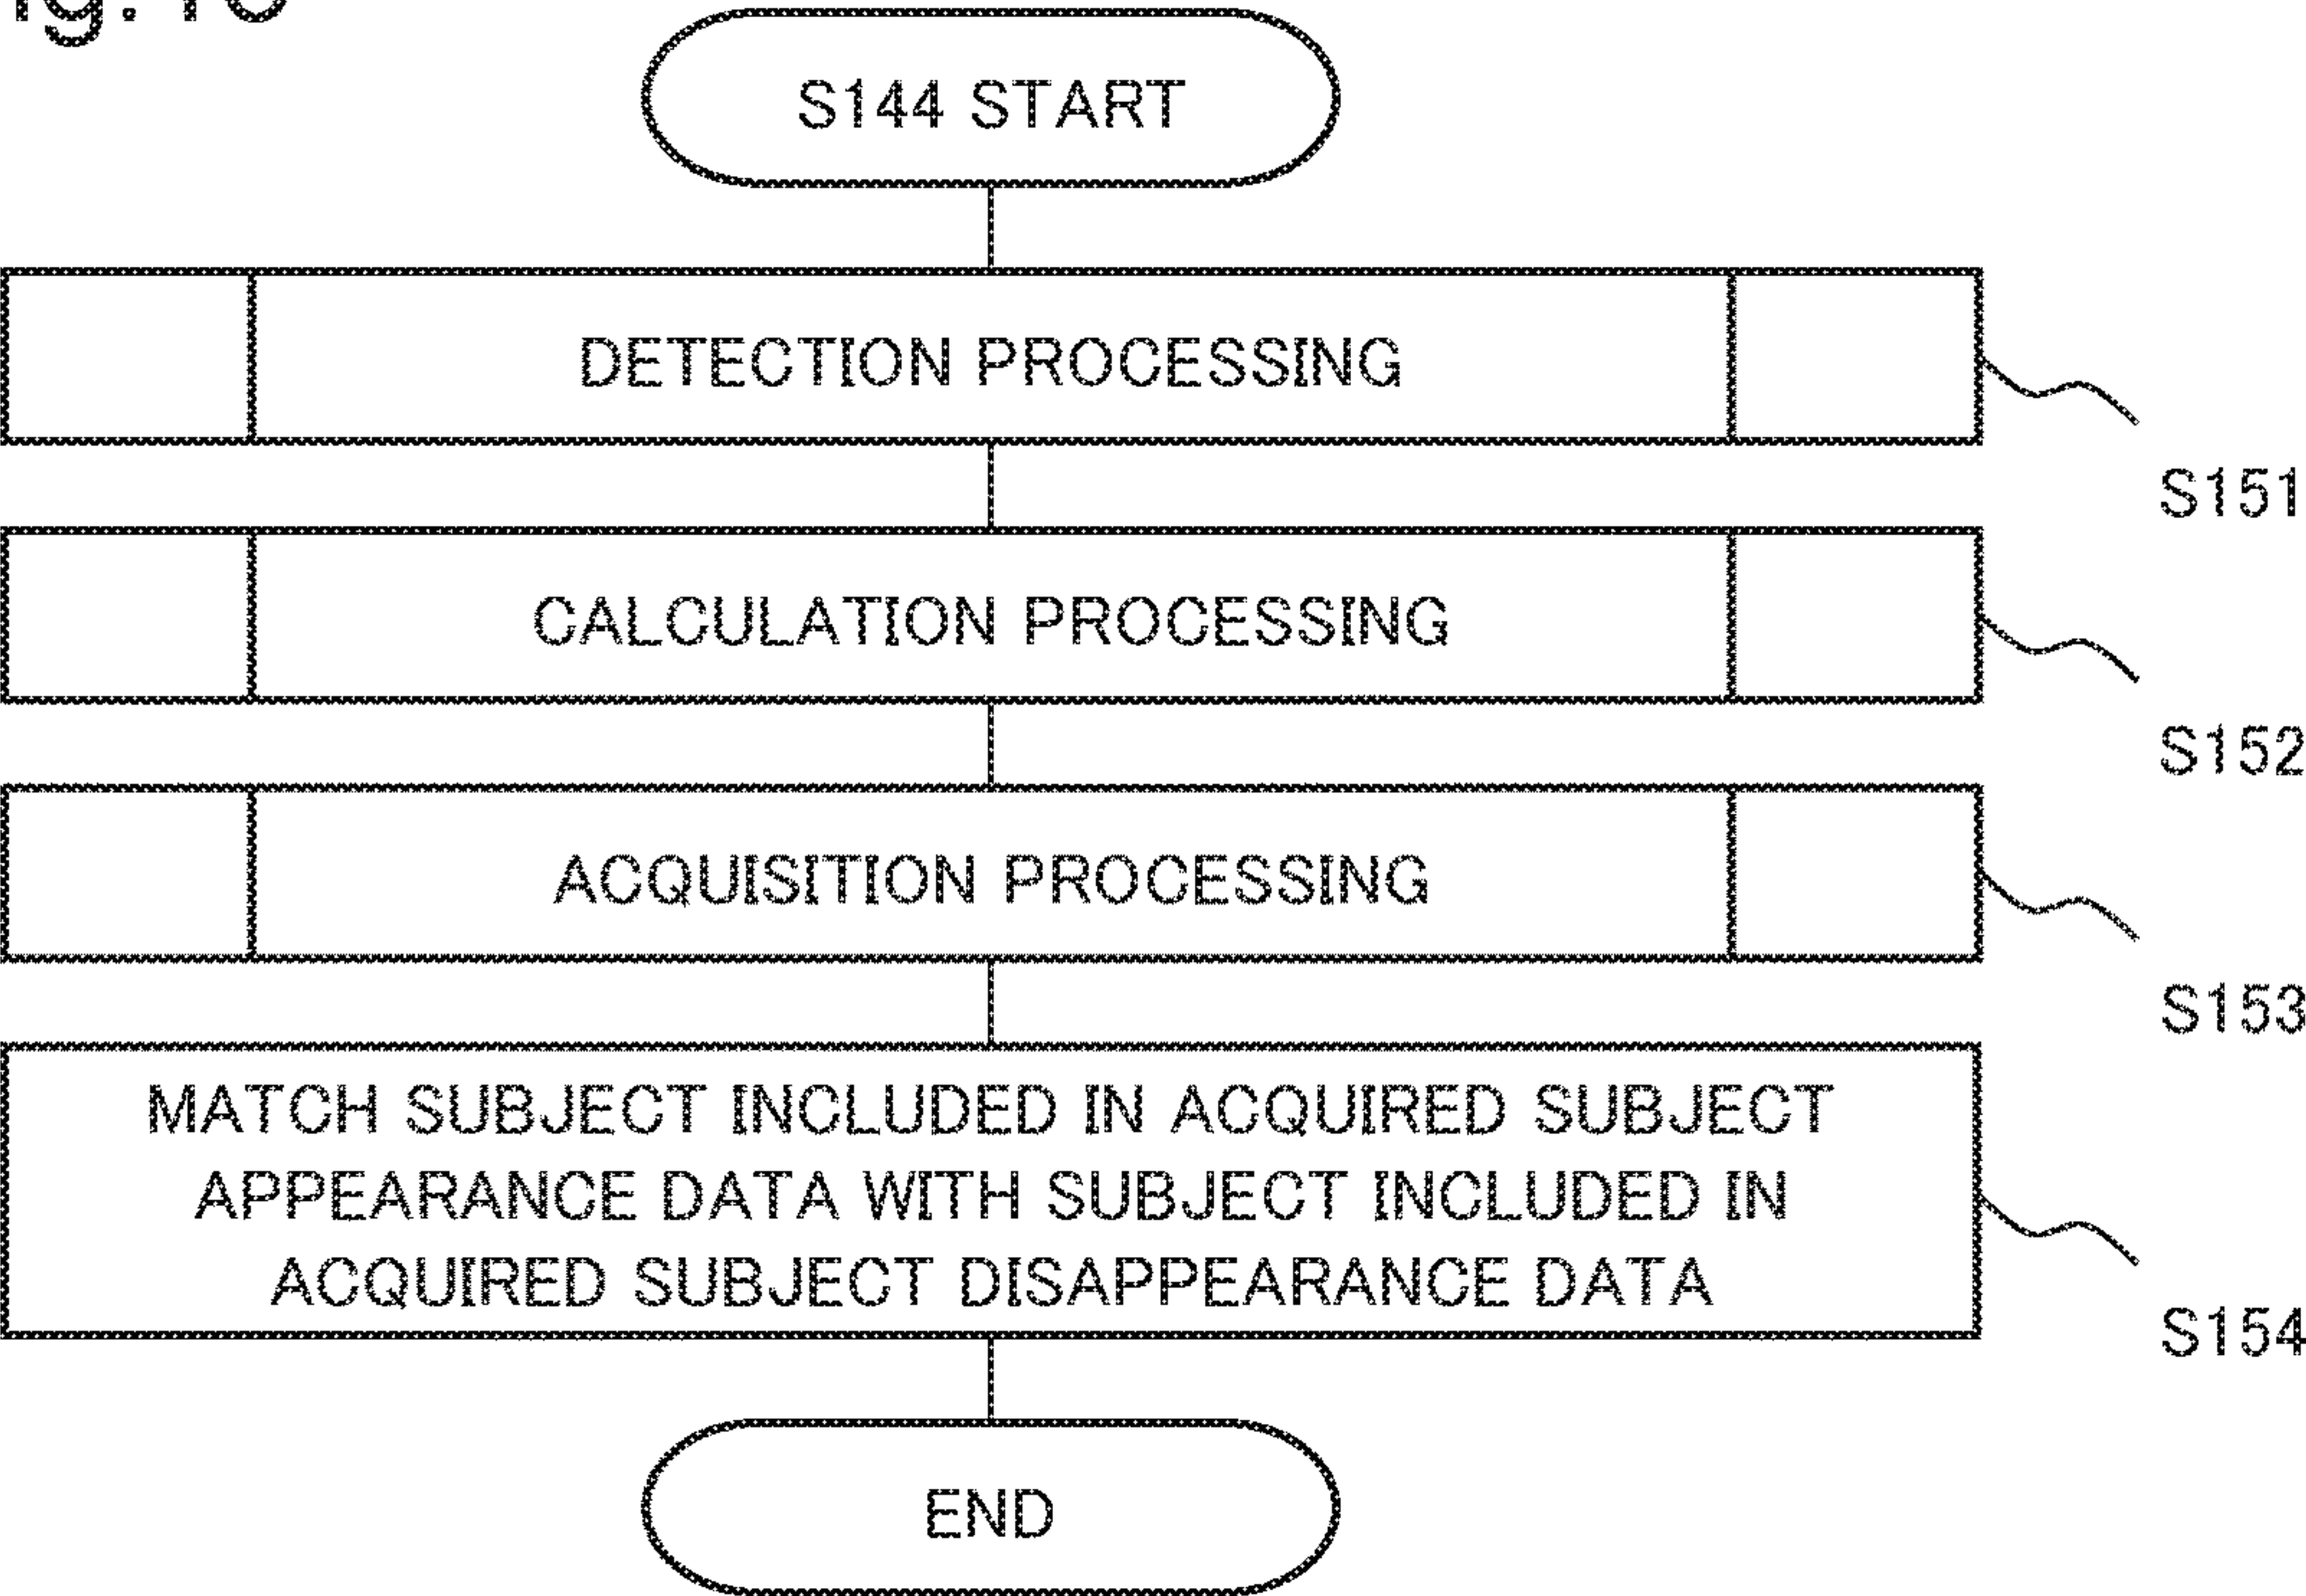 S144 START
DETECTION PROCESSING
S151
CALCULATION PROCESSING
S152
ACQUISITION PROCESSING
S153
MATCH SUBJECT INCLUDED IN ACQUIRED SUBJECT
APPEARANCE DATA WITH SUBJECT INCLUDED IN
ACQUIRED SUBJECT DISAPPEARANCE DATA
S154
END